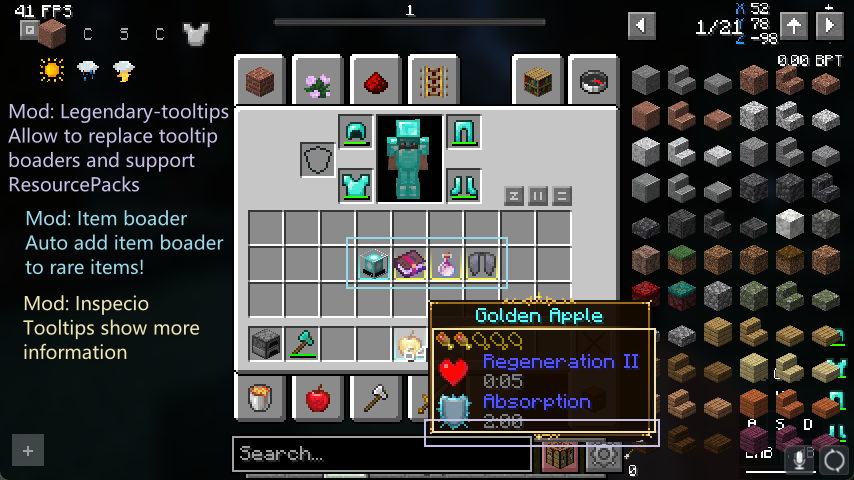 41 FPS
C S C
1
1/31
X 52
Y 78
Z -98
0.00 BPT
Mod: Legendary-tooltips
Allow to replace tooltip
boaders and support
ResourcePacks
Mod: Item boader
Auto add item boader
to rare items!
Mod: Inspecio
Tooltips show more
information
Golden Apple
Regeneration II
0:05
Absorption
2:00
Search...
A S D
0